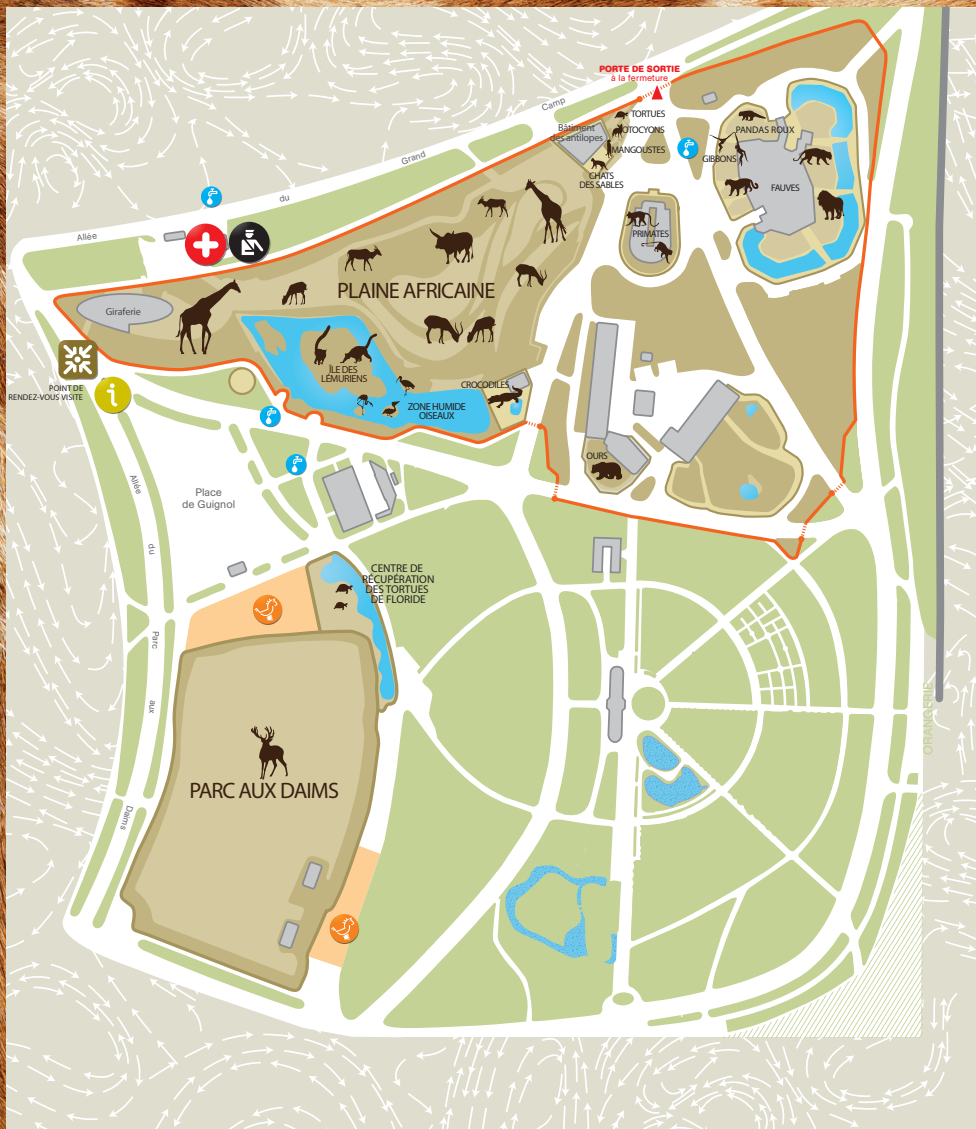 PORTE DE SORTIE
à la fermeture
Camp
Grand
du
Allée
TORTUES
OTOCYONS
MANGOUSTES
Bâtiment
des antilopes
CHATS
DES SABLES
PANDAS ROUX
GIBBONS
FAUVES
PRIMATES
PLAINE AFRICAINE
Giraferie
ÎLE DES
LÉMURIENS
CROCODILES
ZONE HUMIDE
OISEAUX
POINT DE
RENDEZ-VOUS VISITE
i
OURS
Place
de Guignol
Allée
du
Parc
aux
Daims
CENTRE DE
RÉCUPÉRATION
DES TORTUES
DE FLORIDE
ORANGERIE
PARC AUX DAIMS